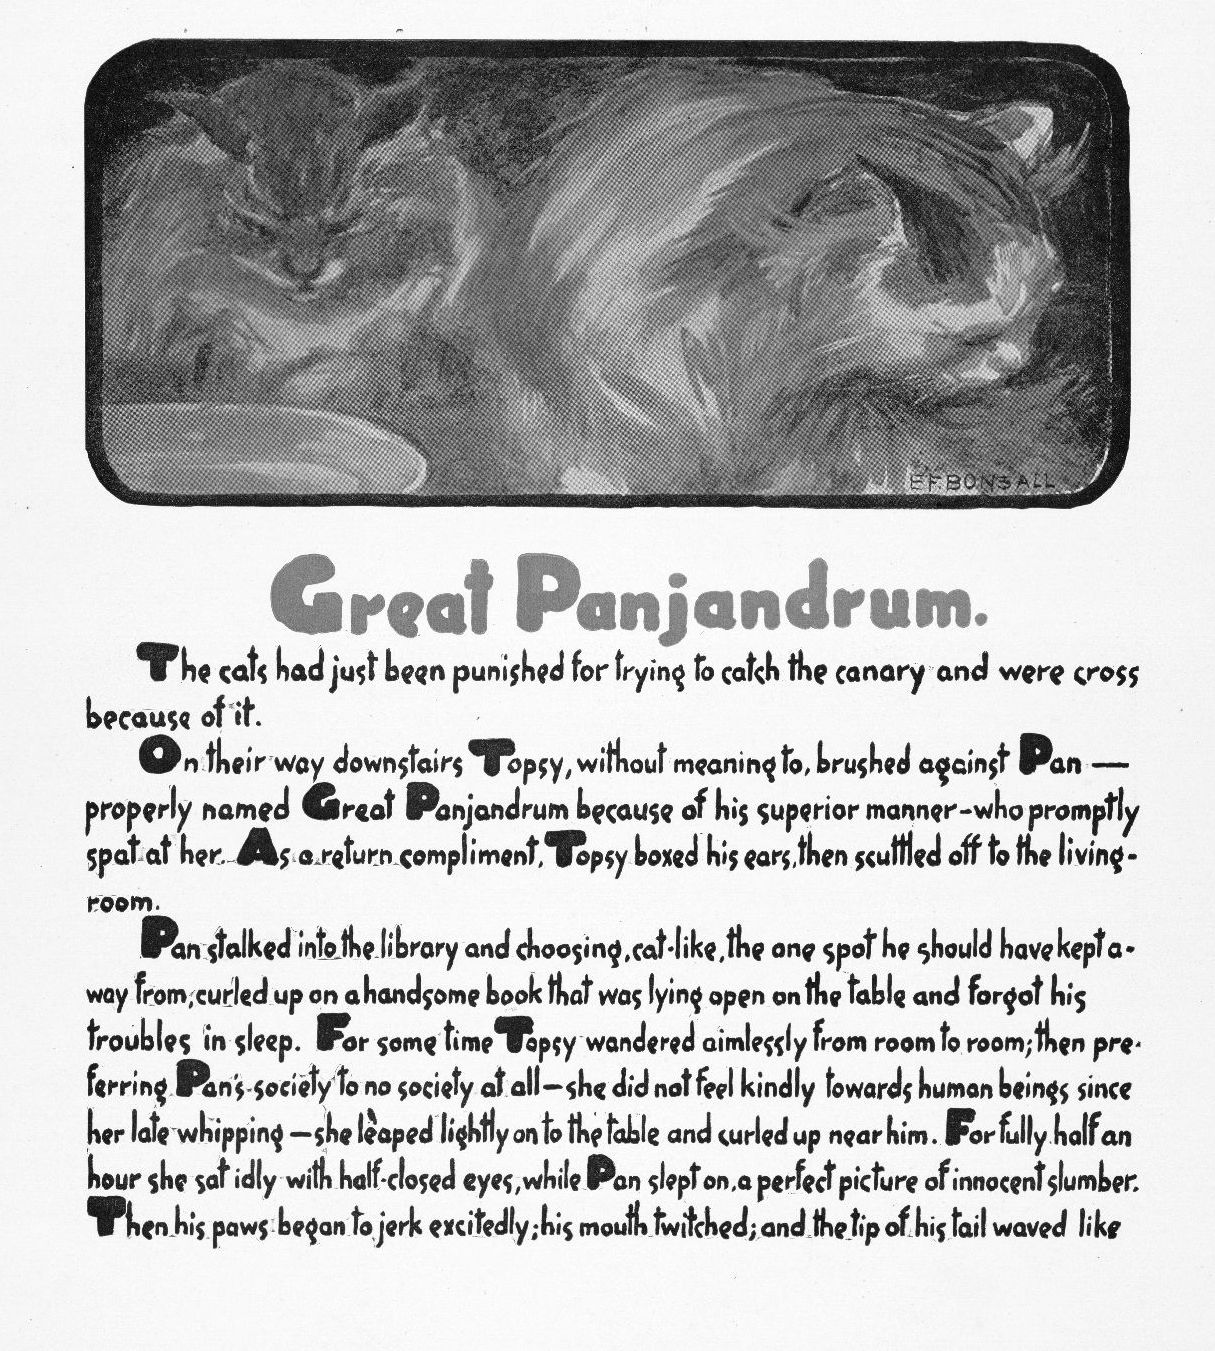 E.F.BONSALL
Great Panjandrum.
The cats had just been punished for trying to catch the canary and were cross
because of it.
On their way downstairs Topsy, without meaning to, brushed against Pan —
properly named Great Panjandrum because of his superior manner-who promptly
spat at her. As a return compliment, Topsy boxed his ears, then scuttled off to the living-
room.
Pan stalked into the library and choosing, cat-like, the one spot he should have kept a-
way from, curled up on a handsome book that was lying open on the table and forgot his
troubles in sleep. For some time Topsy wandered aimlessly from room to room; then pre-
ferring Pan's society to no society at all—she did not feel kindly towards human beings since
her late whipping —she leaped lightly on to the table and curled up near him. For fully half an
hour she sat idly with half-closed eyes, while Pan slept on, a perfect picture of innocent slumber.
Then his paws began to jerk excitedly; his mouth twitched; and the tip of his tail waved like